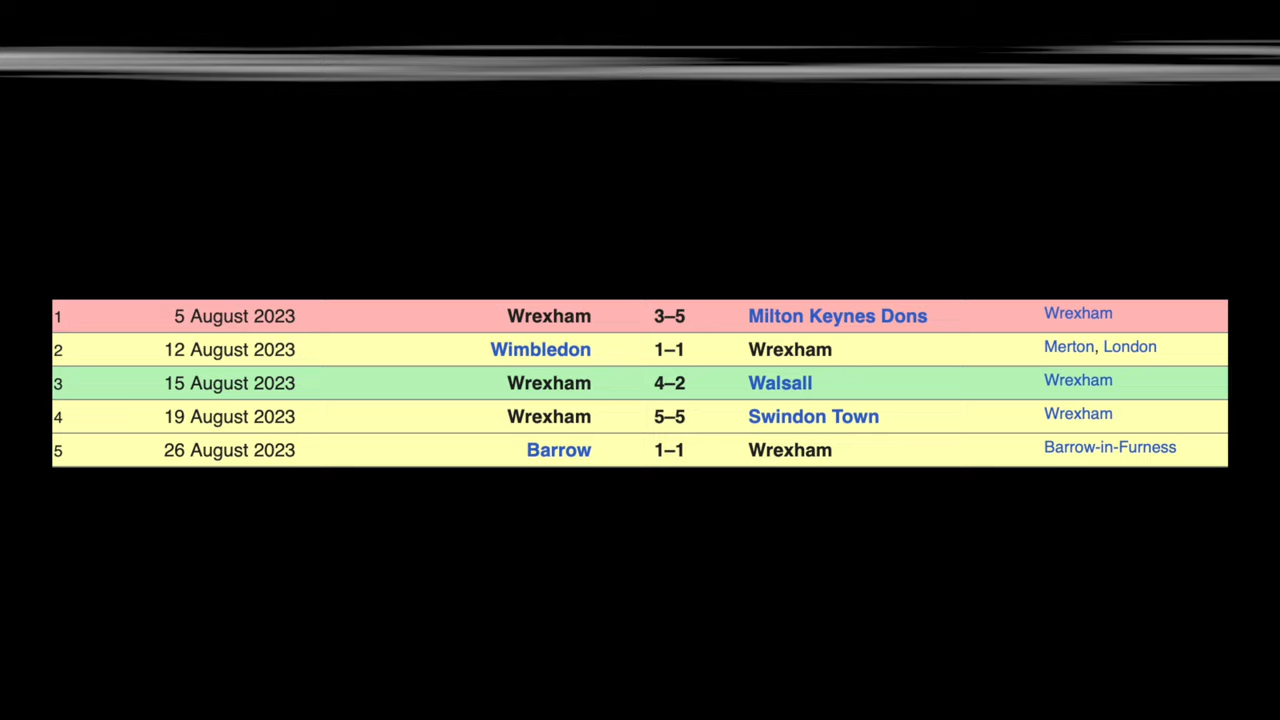 1 5 August 2023 Wrexham 3–5 Milton Keynes Dons Wrexham
2 12 August 2023 Wimbledon 1–1 Wrexham Merton, London
3 15 August 2023 Wrexham 4–2 Walsall Wrexham
4 19 August 2023 Wrexham 5–5 Swindon Town Wrexham
5 26 August 2023 Barrow 1–1 Wrexham Barrow-in-Furness